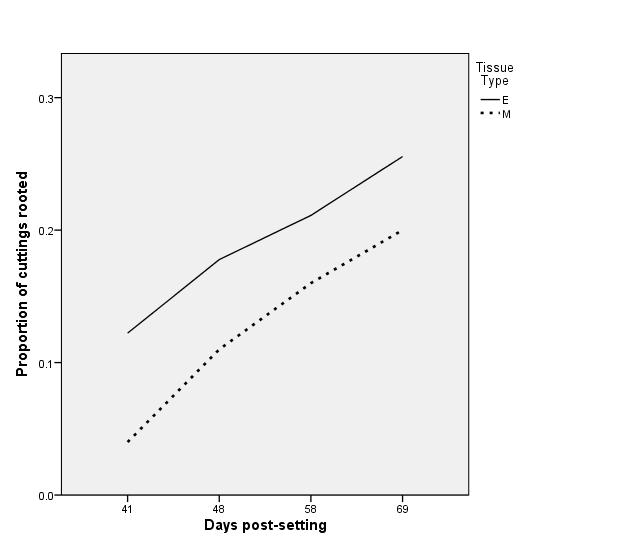 Tissue
Type
E
M
0.3
0.2
0.1
0.0
Proportion of cuttings rooted
41 48 58 69
Days post-setting